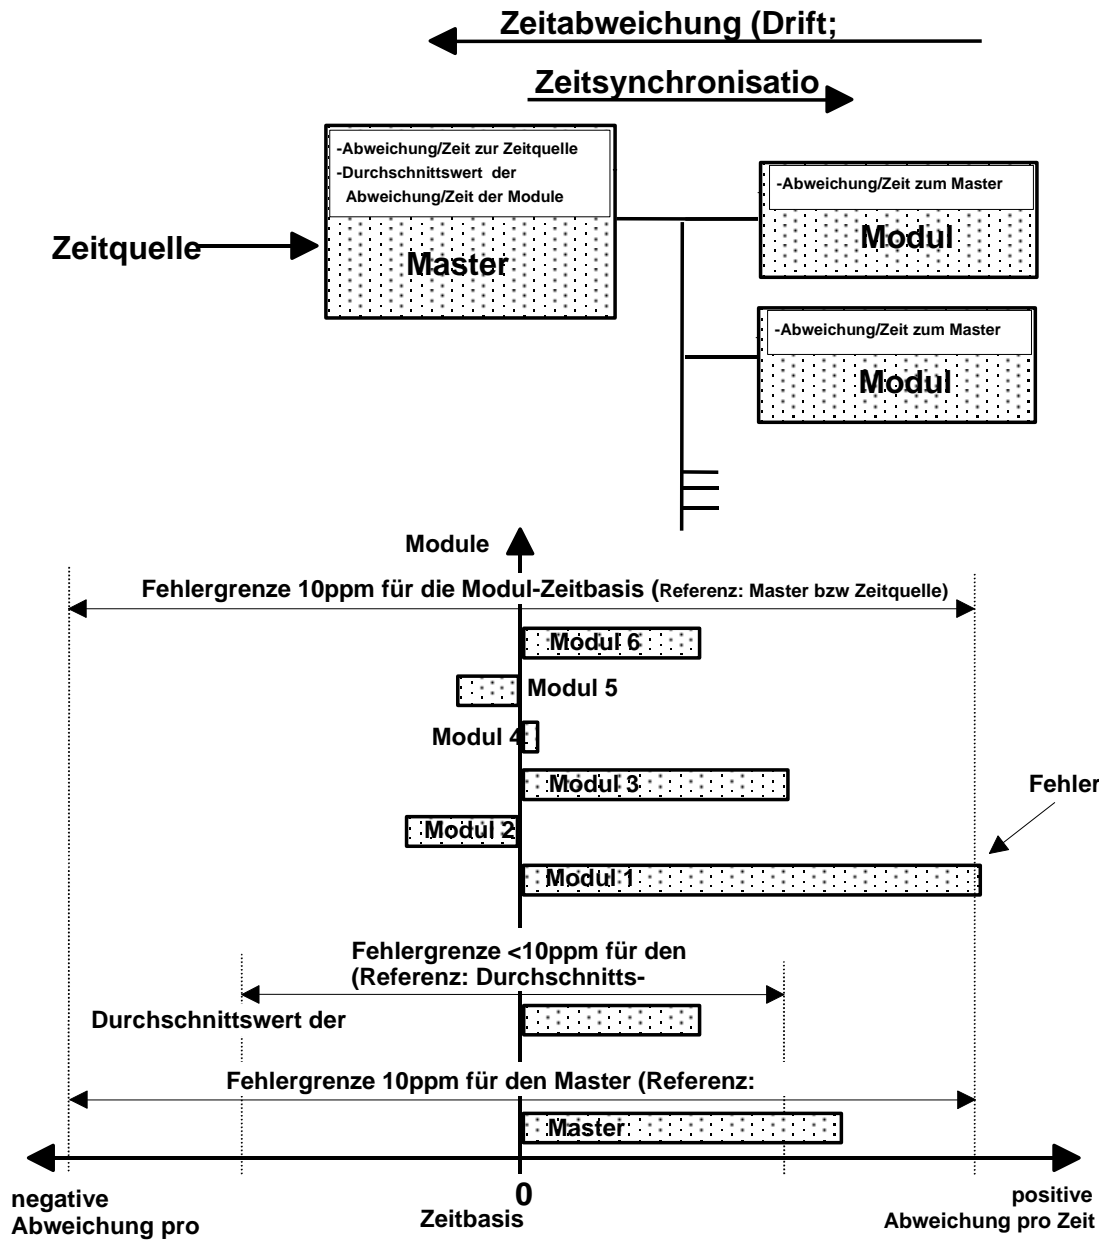 Zeitabweichung (Drift;
Zeitsynchronisatio
-Abweichung/Zeit zur Zeitquelle
-Durchschnittswert der
Abweichung/Zeit der Module
Master
Zeitquelle
-Abweichung/Zeit zum Master
Modul
-Abweichung/Zeit zum Master
Modul
Module
Fehlergrenze 10ppm für die Modul-Zeitbasis (Referenz: Master bzw Zeitquelle)
Modul 6
Modul 5
Modul 4
Modul 3
Fehler
Modul 2
Modul 1
Fehlergrenze <10ppm für den
(Referenz: Durchschnitts-
Durchschnittswert der
Fehlergrenze 10ppm für den Master (Referenz:
Master
0
negative
Abweichung pro
Zeitbasis
positive
Abweichung pro Zeit